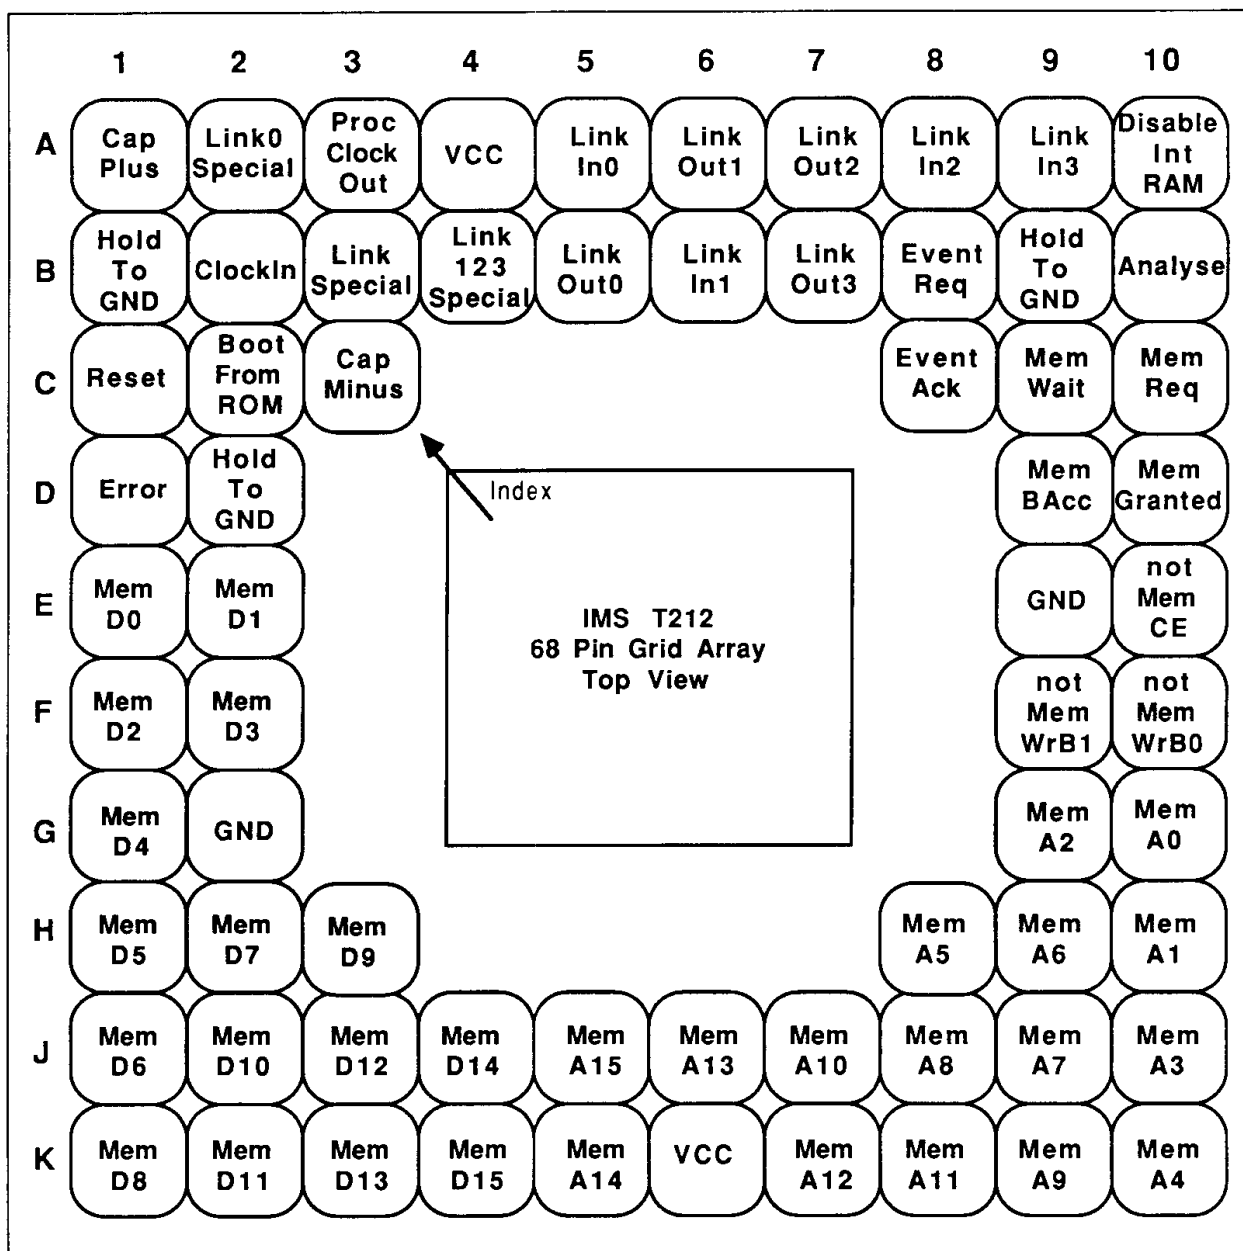 1 2 3 4 5 6 7 8 9 10
A
Cap
Plus
Link0
Special
Proc
Clock
Out
VCC
Link
In0
Link
Out1
Link
Out2
Link
In2
Link
In3
Disable
Int
RAM
B
Hold
To
GND
ClockIn
Link
Special
Link
123
Special
Link
Out0
Link
In1
Link
Out3
Event
Req
Hold
To
GND
Analyse
C
Reset
Boot
From
ROM
Cap
Minus
Event
Ack
Mem
Wait
Mem
Req
D
Error
Hold
To
GND
Index
Mem
BAcc
Mem
Granted
E
Mem
D0
Mem
D1
GND
not
Mem
CE
IMS T212
68 Pin Grid Array
Top View
F
Mem
D2
Mem
D3
not
Mem
WrB1
not
Mem
WrB0
G
Mem
D4
GND
Mem
A2
Mem
A0
H
Mem
D5
Mem
D7
Mem
D9
Mem
A5
Mem
A6
Mem
A1
J
Mem
D6
Mem
D10
Mem
D12
Mem
D14
Mem
A15
Mem
A13
Mem
A10
Mem
A8
Mem
A7
Mem
A3
K
Mem
D8
Mem
D11
Mem
D13
Mem
D15
Mem
A14
VCC
Mem
A12
Mem
A11
Mem
A9
Mem
A4